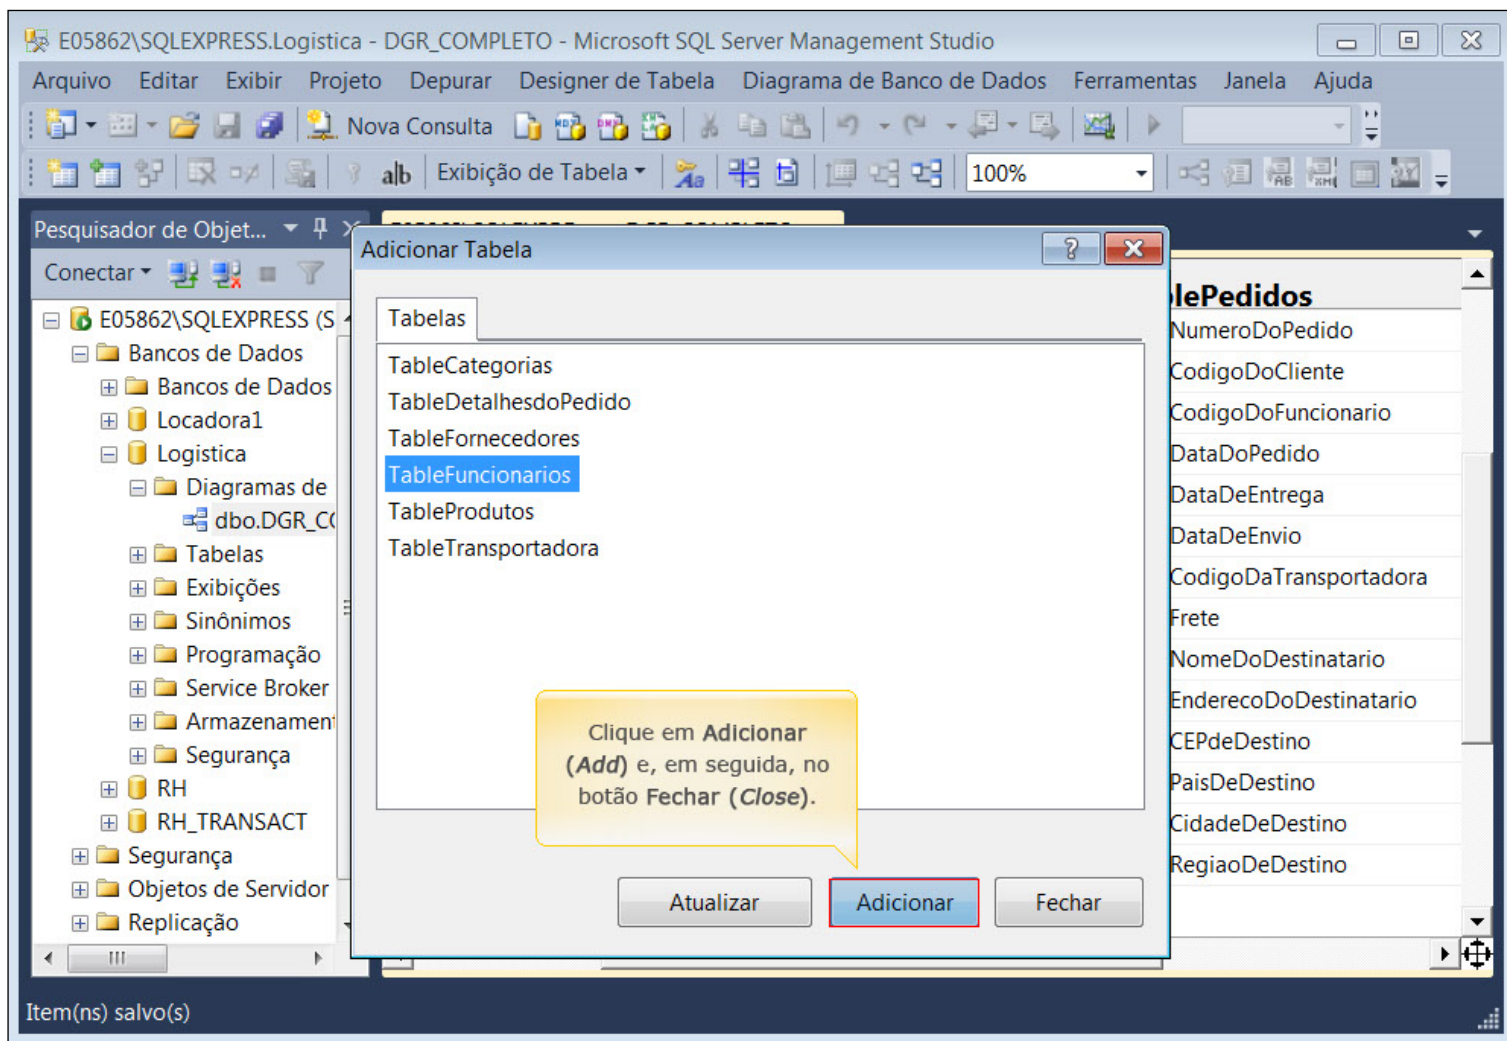 E05862\SQLEXPRESS.Logistica - DGR_COMPLETO - Microsoft SQL Server Management Studio
Arquivo Editar Exibir Projeto Depurar Designer de Tabela Diagrama de Banco de Dados Ferramentas Janela Ajuda
Nova Consulta
Exibição de Tabela 100%
Pesquisador de Objet...
Conectar
E05862\SQLEXPRESS (S
Bancos de Dados
Bancos de Dados
Locadora1
Logistica
Diagramas de
dbo.DGR_C
Tabelas
Exibições
Sinônimos
Programação
Service Broker
Armazenament
Segurança
RH
RH_TRANSACT
Segurança
Objetos de Servidor
Replicação
Adicionar Tabela
Tabelas
TableCategorias
TableDetalhesdoPedido
TableFornecedores
TableFuncionarios
TableProdutos
TableTransportadora
Clique em Adicionar
(Add) e, em seguida, no
botão Fechar (Close).
Atualizar Adicionar Fechar
lePedidos
NumeroDoPedido
CodigoDoCliente
CodigoDoFuncionario
DataDoPedido
DataDeEntrega
DataDeEnvio
CodigoDaTransportadora
Frete
NomeDoDestinatario
EnderecoDoDestinatario
CEPdeDestino
PaisDeDestino
CidadeDeDestino
RegiaoDeDestino
Item(ns) salvo(s)